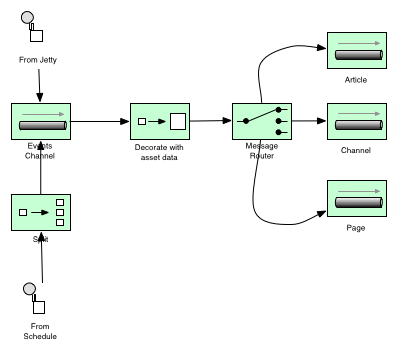 From Jetty
Article
Events
Channel
Decorate with
asset data
Message
Router
Channel
Split
Page
From
Schedule